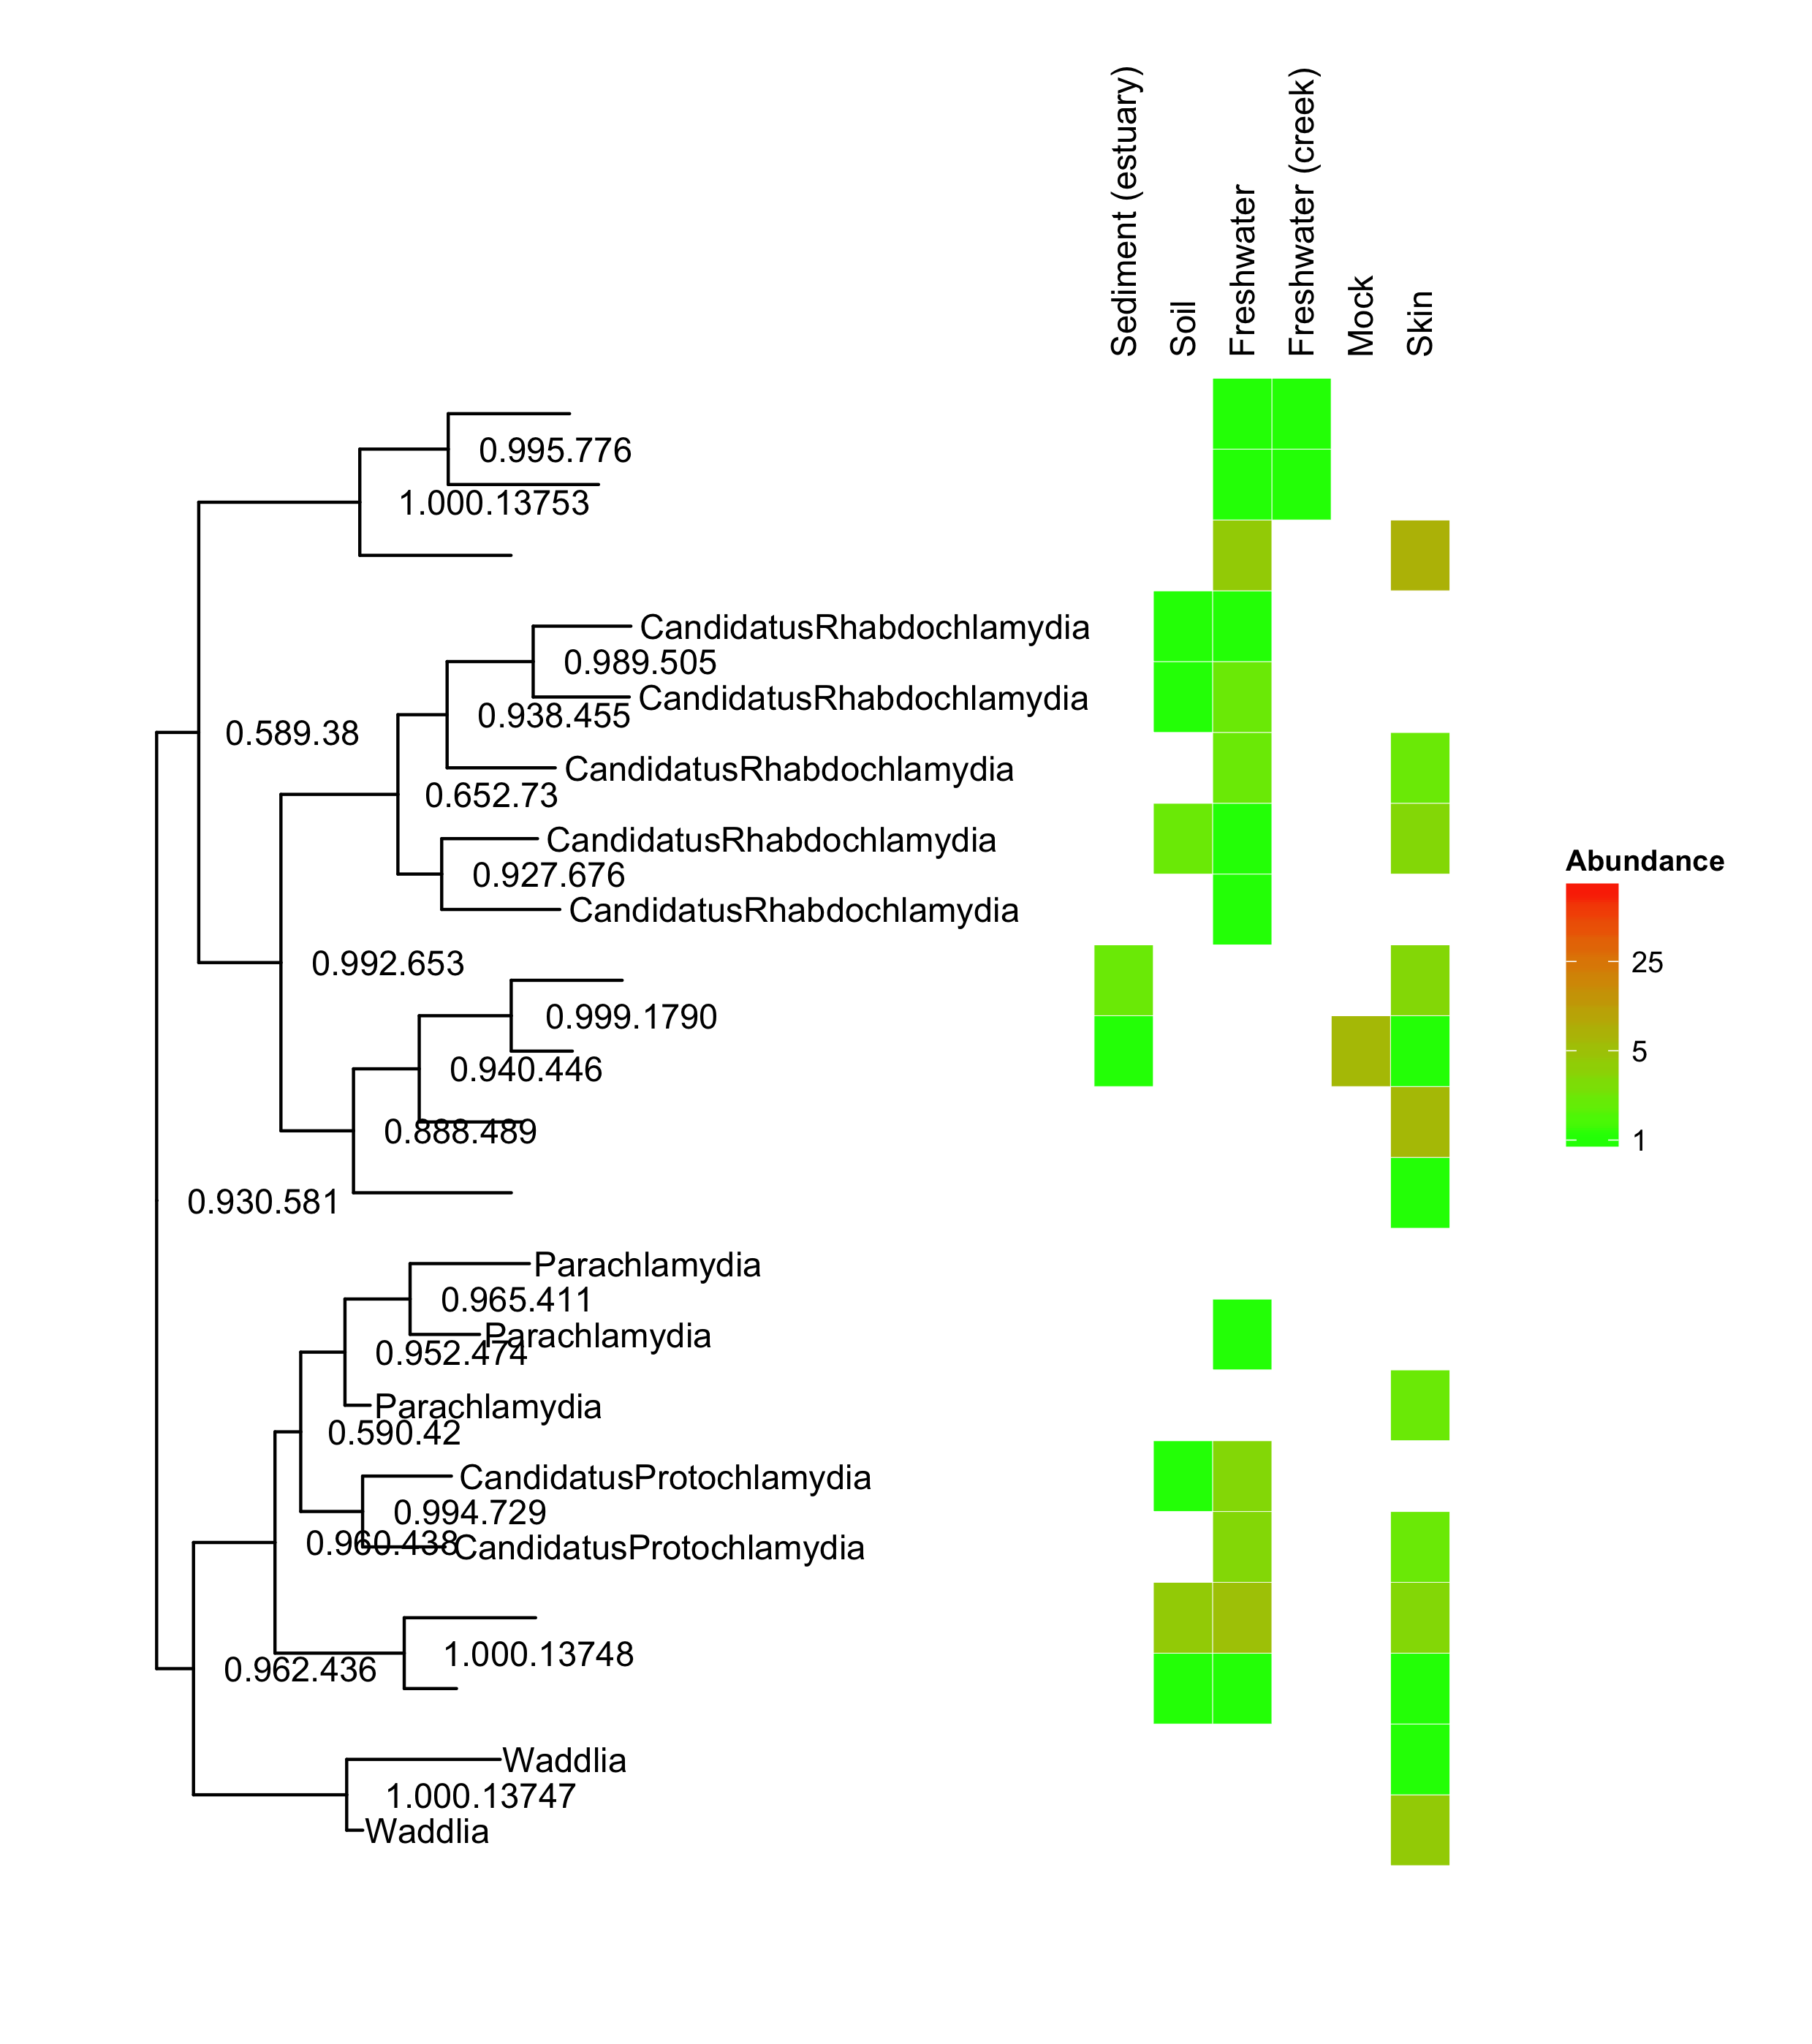 Sediment (estuary)
Soil
Freshwater
Freshwater (creek)
Mock
Skin
0.995.776
1.000.13753
CandidatusRhabdochlamydia
0.989.505
CandidatusRhabdochlamydia
0.938.455
0.589.38
CandidatusRhabdochlamydia
0.652.73
CandidatusRhabdochlamydia
0.927.676
CandidatusRhabdochlamydia
0.992.653
0.999.1790
0.940.446
0.888.489
0.930.581
Parachlamydia
0.965.411
Parachlamydia
0.952.474
Parachlamydia
0.590.42
CandidatusProtochlamydia
0.994.729
0.960.438
CandidatusProtochlamydia
1.000.13748
0.962.436
Waddlia
1.000.13747
Waddlia
Abundance
25
5
1